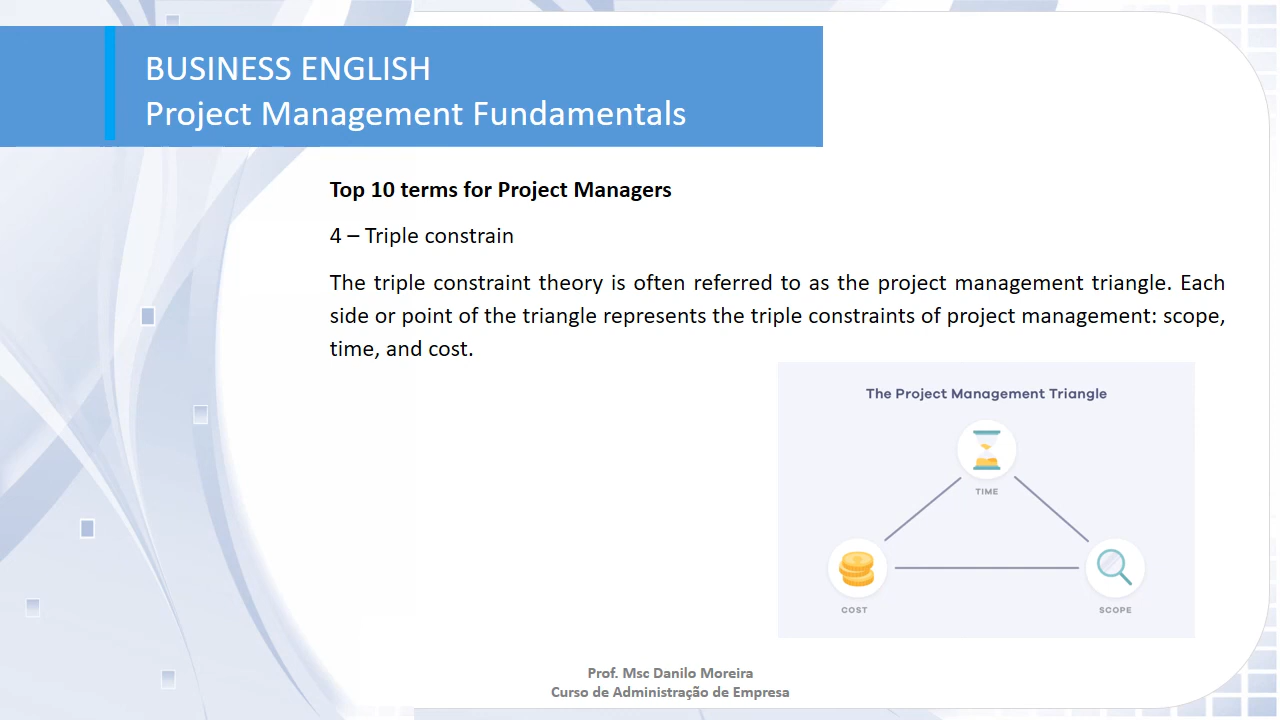 BUSINESS ENGLISH
Project Management Fundamentals
Top 10 terms for Project Managers
4 – Triple constrain
The triple constraint theory is often referred to as the project management triangle. Each
side or point of the triangle represents the triple constraints of project management: scope,
time, and cost.
The Project Management Triangle
TIME
COST
SCOPE
Prof. Msc Danilo Moreira
Curso de Administração de Empresa